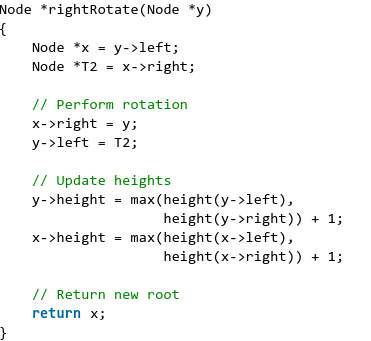 Node *rightRotate(Node *y)
{
    Node *x = y->left;
    Node *T2 = x->right;

    // Perform rotation
    x->right = y;
    y->left = T2;

    // Update heights
    y->height = max(height(y->left),
                    height(y->right)) + 1;
    x->height = max(height(x->left),
                    height(x->right)) + 1;

    // Return new root
    return x;
}